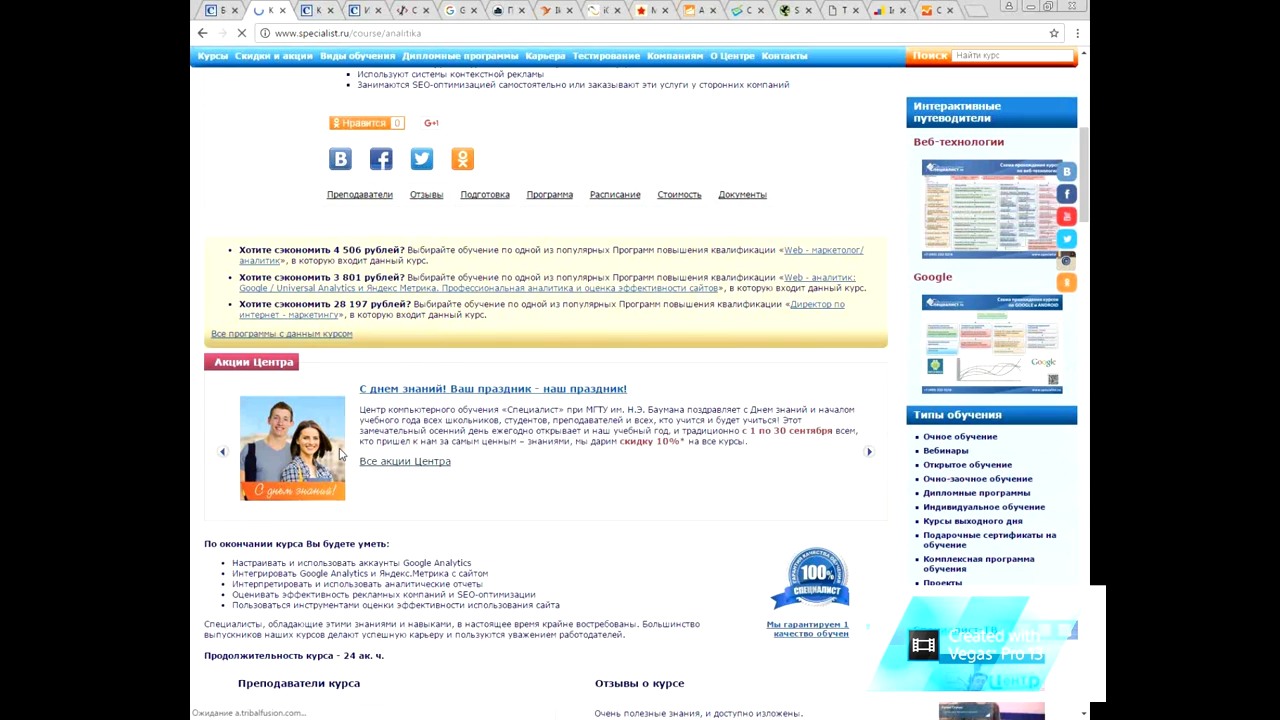 www.specialist.ru/course/analitika
Курсы Скидки и акции Виды обучения Дипломные программы Карьера Тестирование Компаниям О Центре Контакты
Поиск Найти курс
Используют системы контекстной рекламы
Занимаются SEO-оптимизацией самостоятельно или заказывают эти услуги у сторонних компаний
Нравится 0
G+1
Преподаватели Отзывы Подготовка Программа Расписание Стоимость Документы
Хотите сэкономить 4 506 рублей? Выбирайте обучение по одной из популярных Программ повышения квалификации «Web - маркетолог/
аналитик», в которую входит данный курс.
Хотите сэкономить 3 801 рублей? Выбирайте обучение по одной из популярных Программ повышения квалификации «Web - аналитик:
Google / Universal Analytics и Яндекс Метрика. Профессиональная аналитика и оценка эффективности сайтов», в которую входит данный курс.
Хотите сэкономить 28 197 рублей? Выбирайте обучение по одной из популярных Программ повышения квалификации «Директор по
интернет - маркетингу», в которую входит данный курс.
Все программы с данным курсом
Акции Центра
С днем знаний! Ваш праздник - наш праздник!
Центр компьютерного обучения «Специалист» при МГТУ им. Н.Э. Баумана поздравляет с Днем знаний и началом
учебного года всех школьников, студентов, преподавателей и всех, кто учится и будет учиться! Этот
замечательный осенний день ежегодно открывает и наш учебный год, и традиционно с 1 по 30 сентября всем,
кто пришел к нам за самым ценным – знаниями, мы дарим скидку 10%* на все курсы.
Все акции Центра
С днём знаний!
По окончании курса Вы будете уметь:
Настраивать и использовать аккаунты Google Analytics
Интегрировать Google Analytics и Яндекс.Метрика с сайтом
Интерпретировать и использовать аналитические отчеты
Оценивать эффективность рекламных компаний и SEO-оптимизации
Пользоваться инструментами оценки эффективности использования сайта
Специалисты, обладающие этими знаниями и навыками, в настоящее время крайне востребованы. Большинство
выпускников наших курсов делают успешную карьеру и пользуются уважением работодателей.
Продолжительность курса - 24 ак. ч.
100%
СПЕЦИАЛИСТ
Мы гарантируем 1
качество обучен
Преподаватели курса
Отзывы о курсе
Очень полезные знания, и доступно изложены.
Ожидание a.tribalfusion.com...
Интерактивные
путеводители
Веб-технологии
Google
Типы обучения
Очное обучение
Вебинары
Открытое обучение
Очно-заочное обучение
Дипломные программы
Индивидуальное обучение
Курсы выходного дня
Подарочные сертификаты на
обучение
Комплексная программа
обучения
Проекты
Created with
Vegas Pro 13